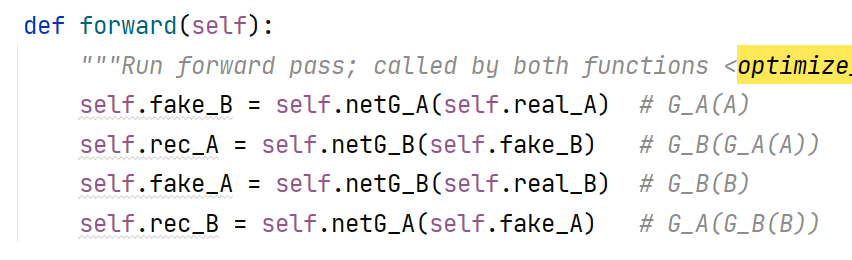 def forward(self):
"""Run forward pass; called by both functions <optimize_
self.fake_B = self.netG_A(self.real_A)  # G_A(A)
self.rec_A = self.netG_B(self.fake_B)   # G_B(G_A(A))
self.fake_A = self.netG_B(self.real_B)  # G_B(B)
self.rec_B = self.netG_A(self.fake_A)   # G_A(G_B(B))